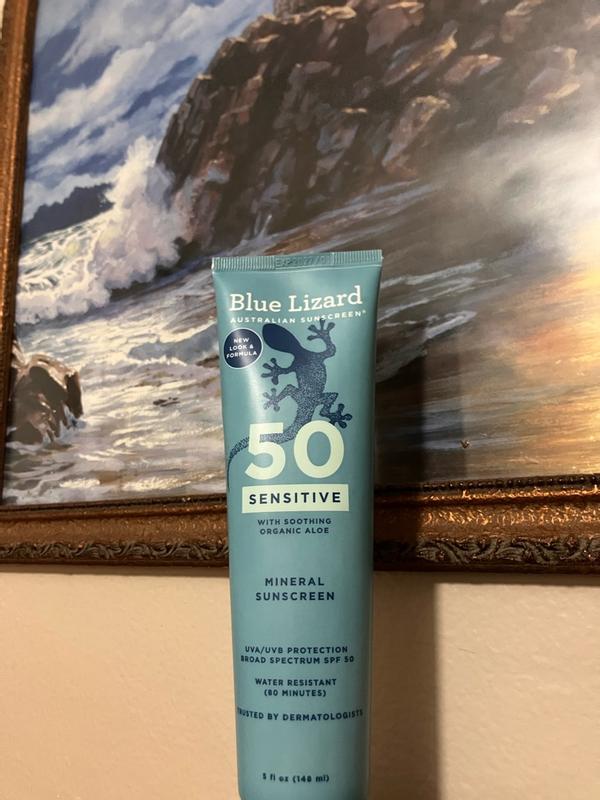 Blue Lizard
AUSTRALIAN SUNSCREEN®
NEW
LOOK &
FORMULA
50
SENSITIVE
WITH SOOTHING
ORGANIC ALOE
MINERAL
SUNSCREEN
UVA/UVB PROTECTION
BROAD SPECTRUM SPF 50
WATER RESISTANT
(80 MINUTES)
TRUSTED BY DERMATOLOGISTS
5 fl oz (148 ml)